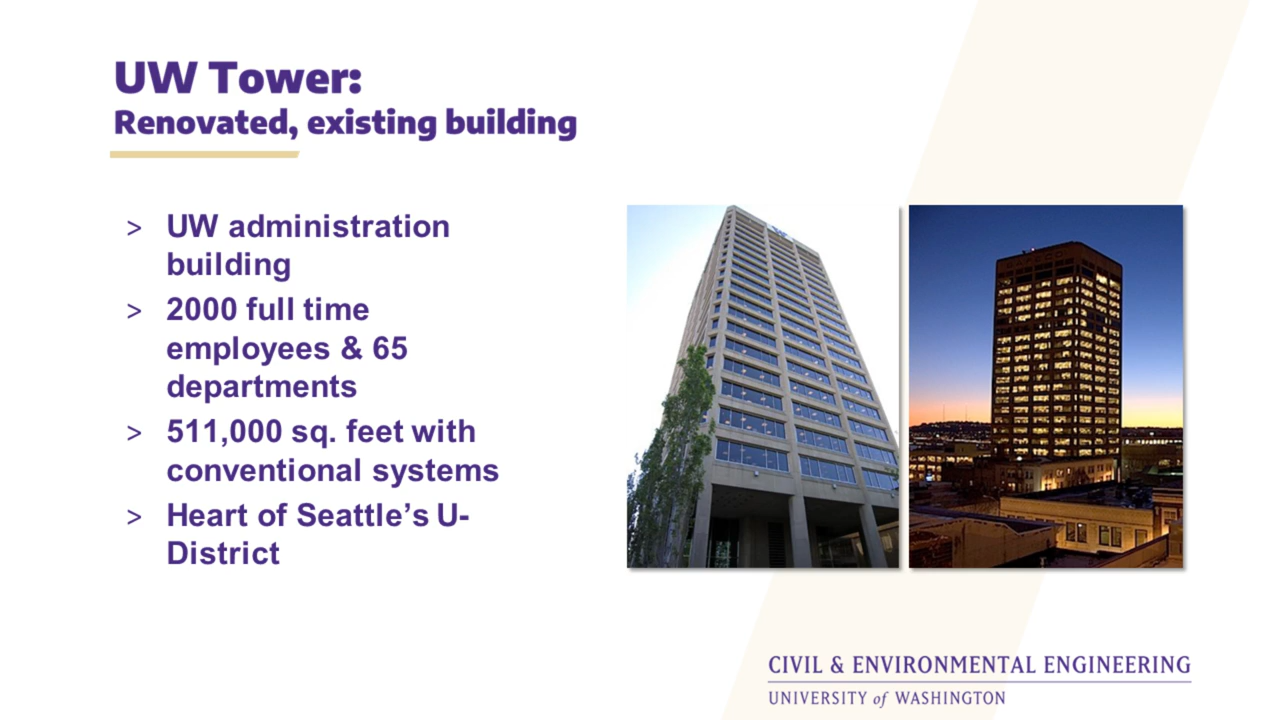 UW Tower:
Renovated, existing building
> UW administration
building
> 2000 full time
employees & 65
departments
> 511,000 sq. feet with
conventional systems
> Heart of Seattle’s U-
District
CIVIL & ENVIRONMENTAL ENGINEERING
UNIVERSITY of WASHINGTON